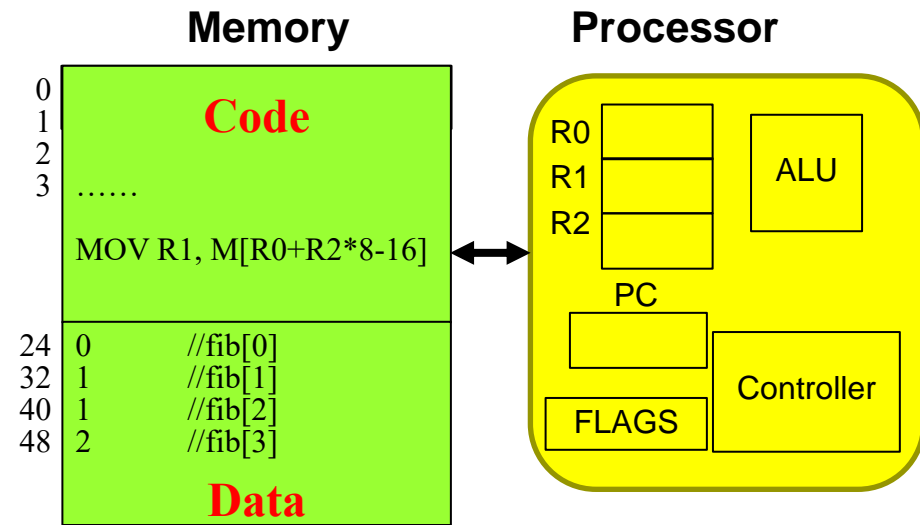 Memory
Processor
0
1
2
3
Code
……
MOV R1, M[R0+R2*8-16]
24 0 //fib[0]
32 1 //fib[1]
40 1 //fib[2]
48 2 //fib[3]
Data
R0
R1
R2
ALU
PC
Controller
FLAGS